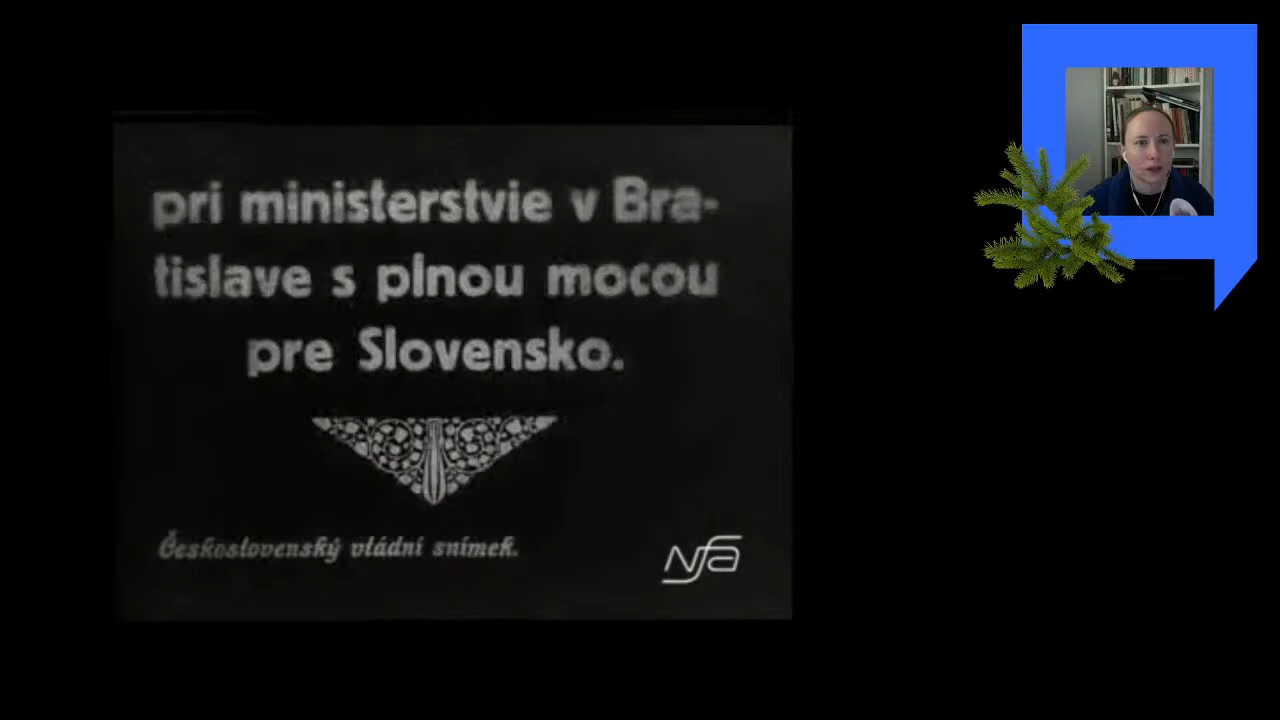 pri ministerstvie v Bra-
tislave s plnou mocou
pre Slovensko.
Československý vládní snímek.
Nfa